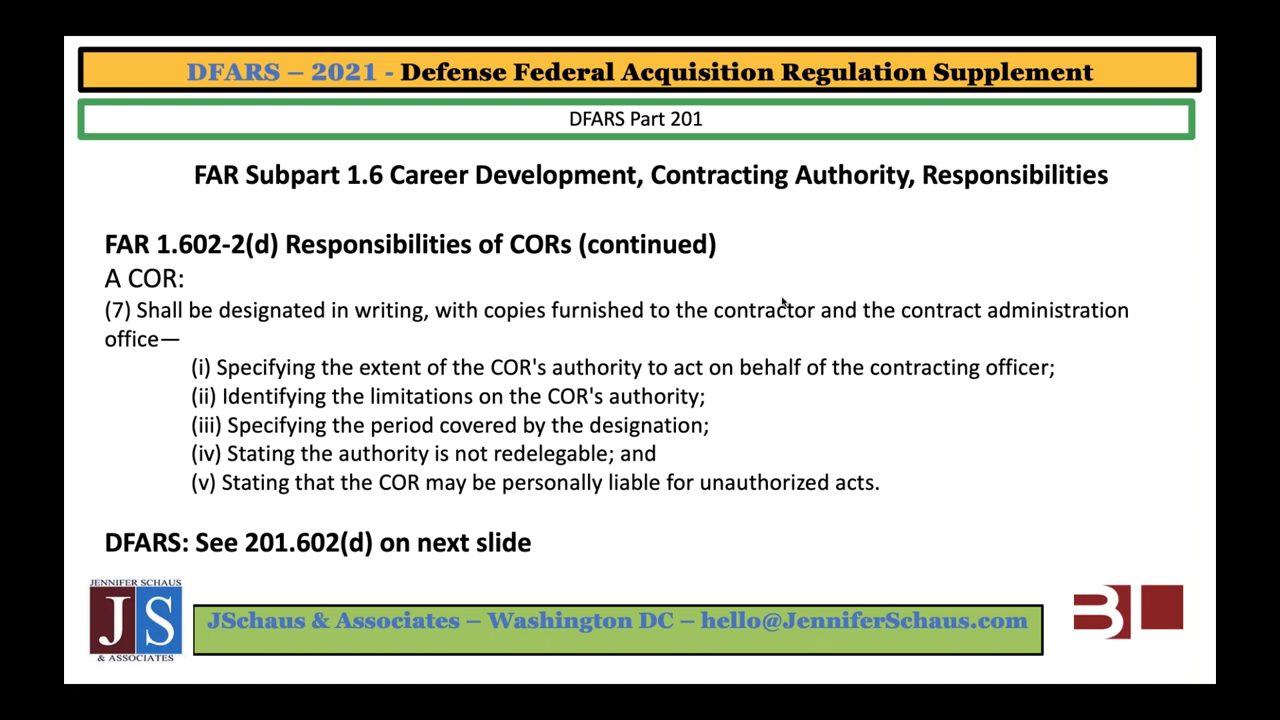 DFARS – 2021 - Defense Federal Acquisition Regulation Supplement
DFARS Part 201
FAR Subpart 1.6 Career Development, Contracting Authority, Responsibilities
FAR 1.602-2(d) Responsibilities of CORs (continued)
A COR:
(7) Shall be designated in writing, with copies furnished to the contractor and the contract administration
office—
(i) Specifying the extent of the COR's authority to act on behalf of the contracting officer;
(ii) Identifying the limitations on the COR's authority;
(iii) Specifying the period covered by the designation;
(iv) Stating the authority is not redelegable; and
(v) Stating that the COR may be personally liable for unauthorized acts.
DFARS: See 201.602(d) on next slide
JENNIFER SCHAUS
JS
& ASSOCIATES
JSchaus & Associates – Washington DC – hello@JenniferSchaus.com
B